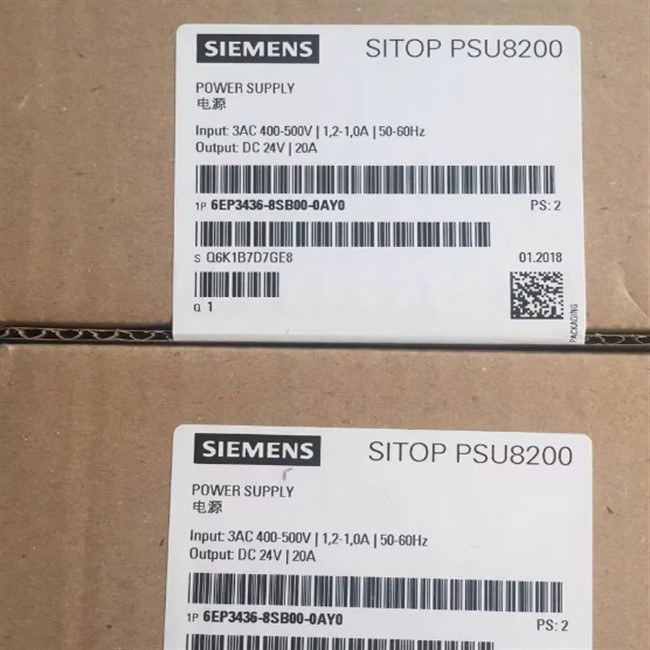 SIEMENS SITOP PSU8200
POWER SUPPLY
电源
Input: 3AC 400-500V | 1,2-1,0A | 50-60Hz
Output: DC 24V | 20A
1P 6EP3436-8SB00-0AY0 PS: 2
S Q6K1B7D7GE8 01.2018
Q 1
PACKAGING
SIEMENS SITOP PSU8200
POWER SUPPLY
电源
Input: 3AC 400-500V | 1,2-1,0A | 50-60Hz
Output: DC 24V | 20A
1P 6EP3436-8SB00-0AY0 PS: 2